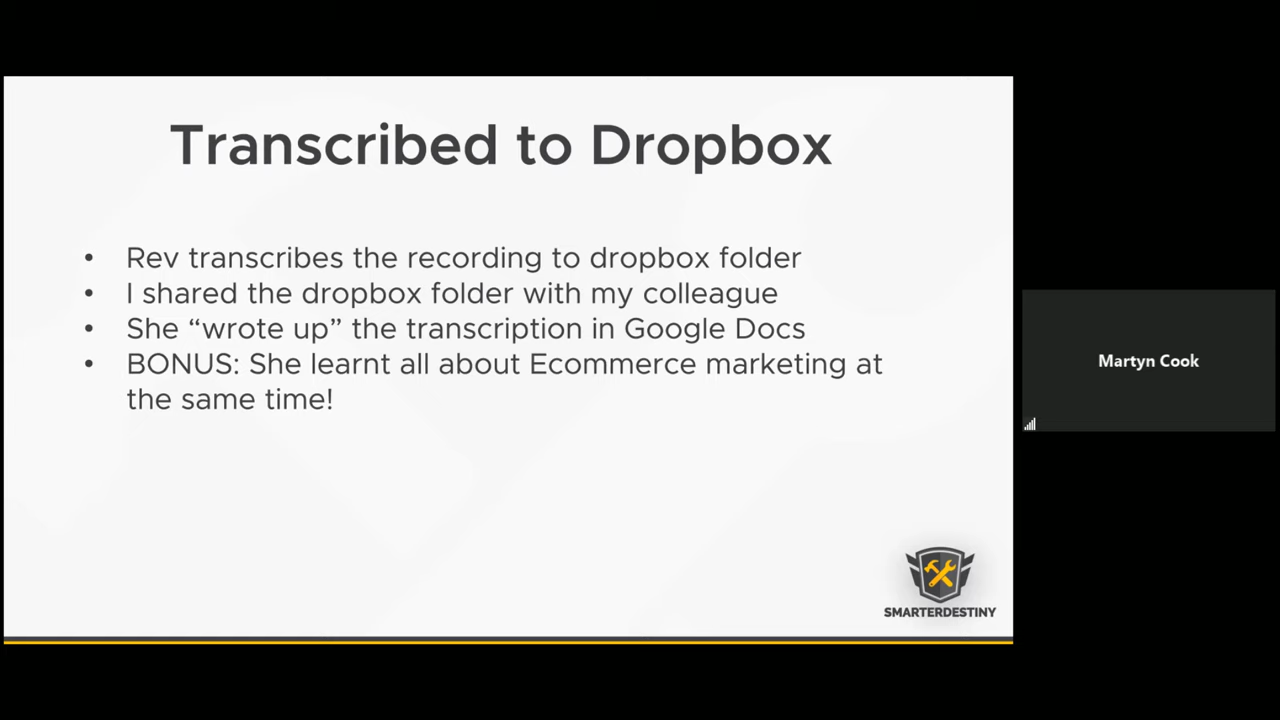 Transcribed to Dropbox
• Rev transcribes the recording to dropbox folder
• I shared the dropbox folder with my colleague
• She “wrote up” the transcription in Google Docs
• BONUS: She learnt all about Ecommerce marketing at
the same time!
Martyn Cook
SMARTERDESTINY